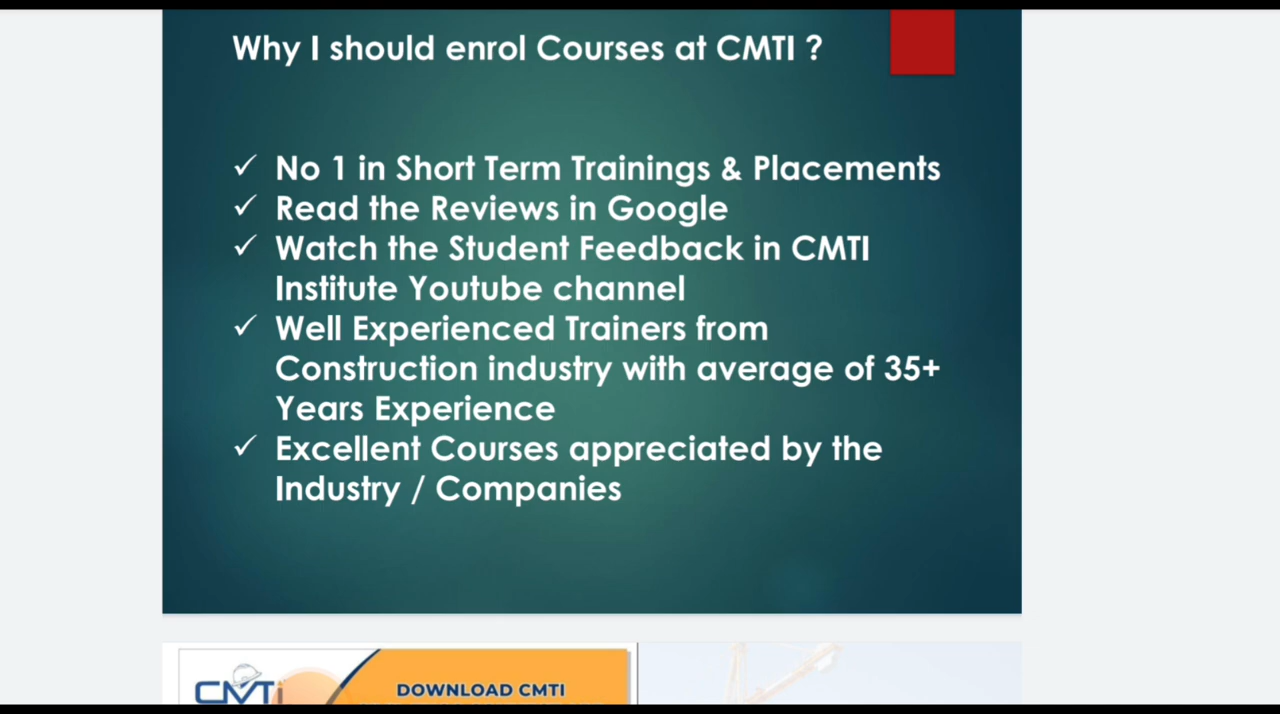 Why I should enrol Courses at CMTI ?
✓ No 1 in Short Term Trainings & Placements
✓ Read the Reviews in Google
✓ Watch the Student Feedback in CMTI
Institute Youtube channel
✓ Well Experienced Trainers from
Construction industry with average of 35+
Years Experience
✓ Excellent Courses appreciated by the
Industry / Companies
CMTi
DOWNLOAD CMTI